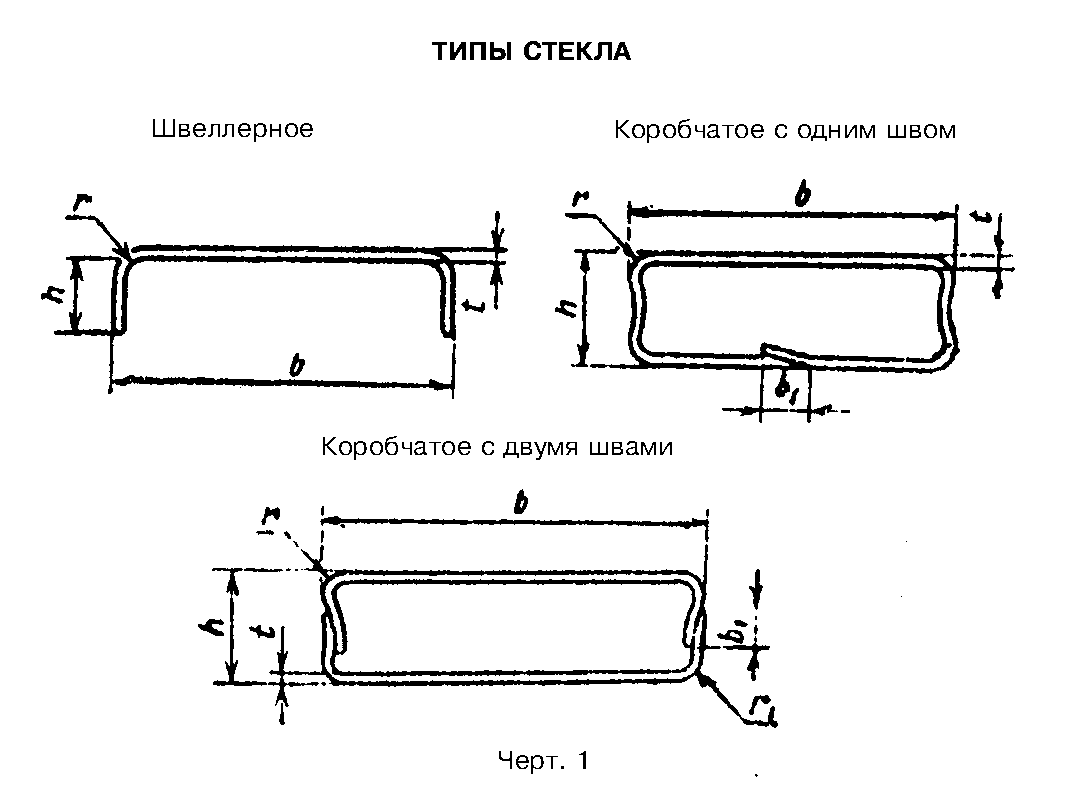 ТИПЫ СТЕКЛА
Швеллерное
Коробчатое с одним швом
r
h
t
b
r
b
t
h
b₁
Коробчатое с двумя швами
r
b
h
t
b₁
r₁
Черт. 1